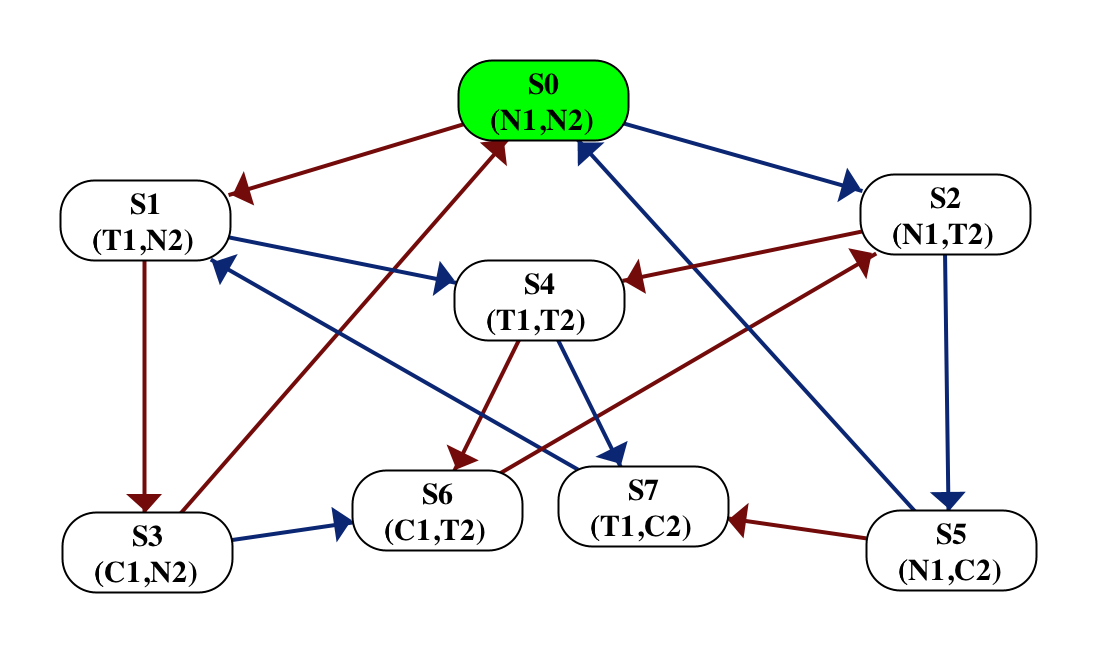 S0
(N1,N2)
S1
(T1,N2)
S2
(N1,T2)
S4
(T1,T2)
S6
(C1,T2)
S7
(T1,C2)
S3
(C1,N2)
S5
(N1,C2)